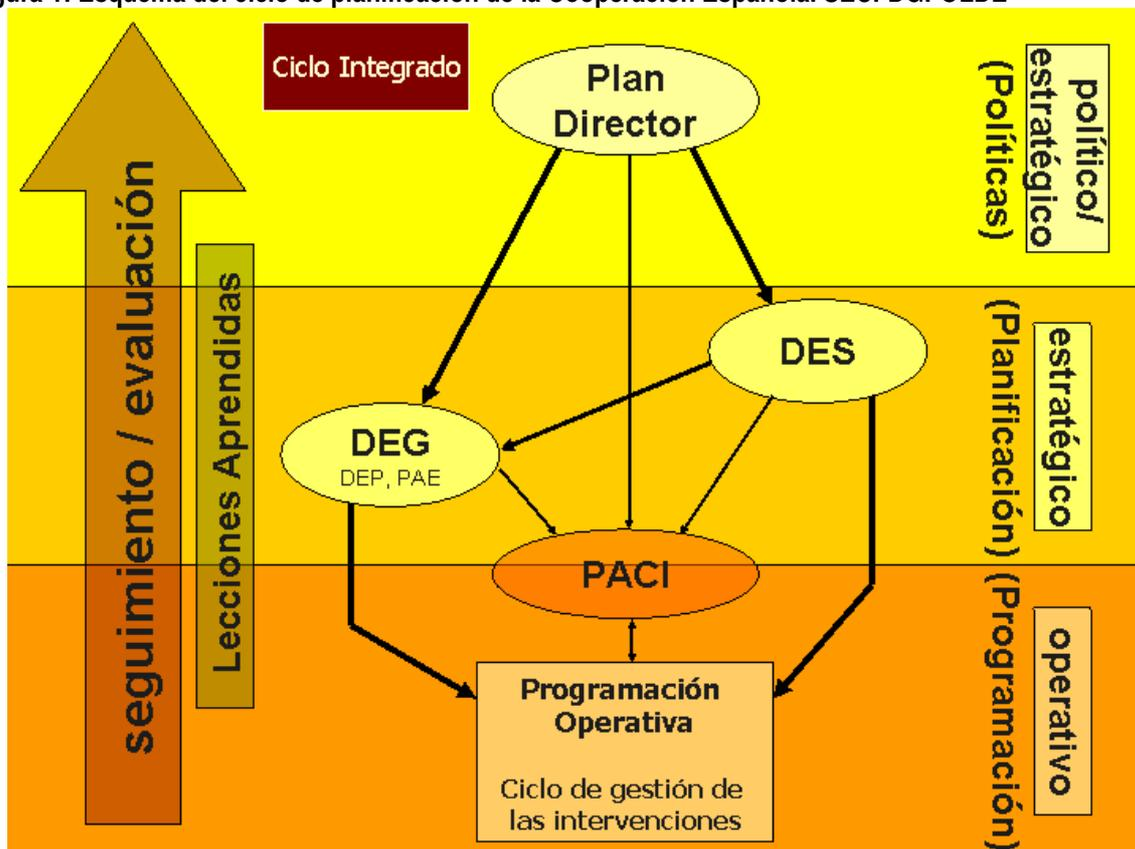 Ciclo Integrado
Plan
Director
político/
estratégico
(Políticas)
seguimiento / evaluación
Lecciones Aprendidas
DES
estratégico
(Planificación)
DEG
DEP, PAE
PACI
operativo
(Programación)
Programación
Operativa
Ciclo de gestión de
las intervenciones